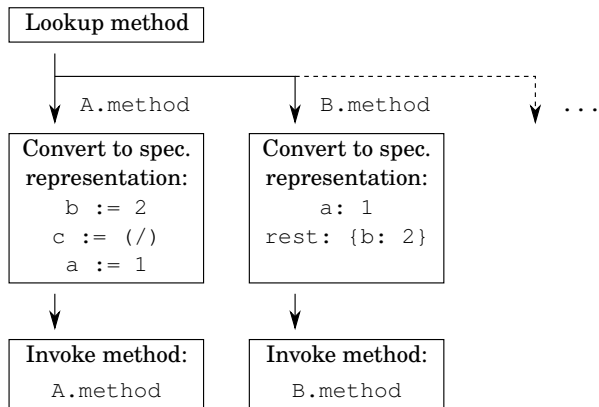 Lookup method
A.method
B.method
...
Convert to spec.
representation:
b := 2
c := (/)
a := 1
Convert to spec.
representation:
a: 1
rest: {b: 2}
Invoke method:
A.method
Invoke method:
B.method